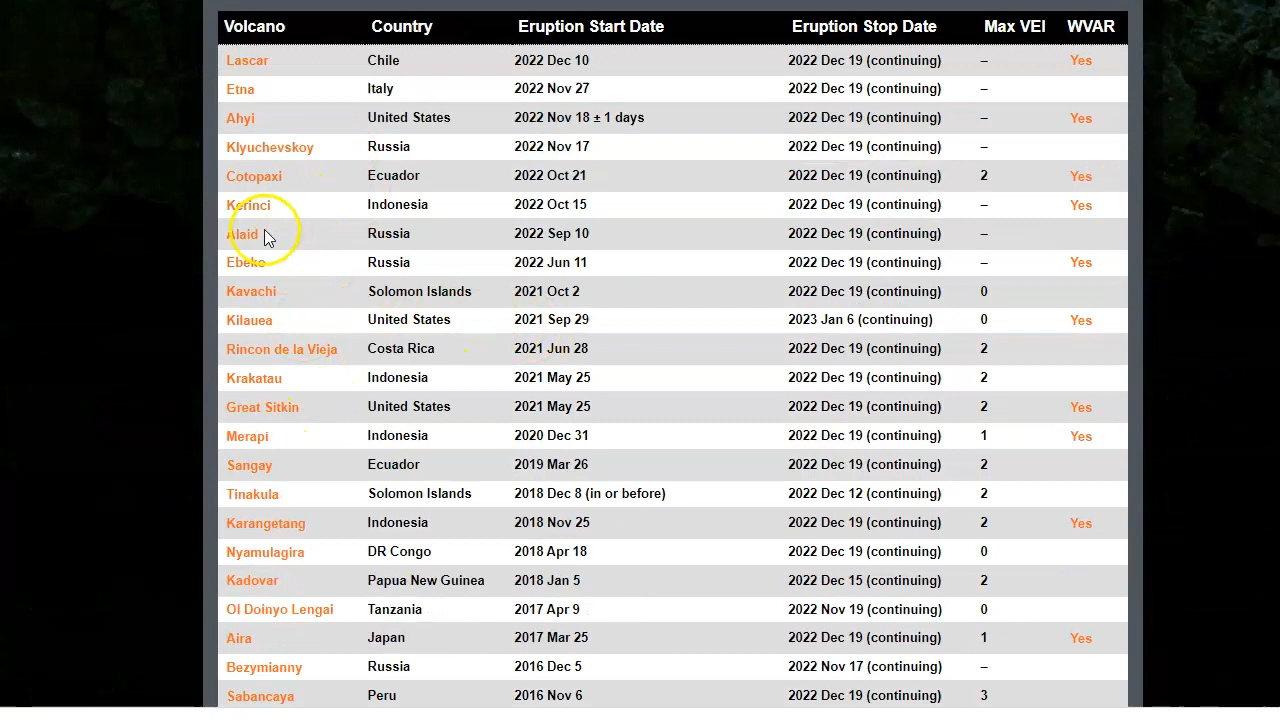 Volcano Country Eruption Start Date Eruption Stop Date Max VEI WVAR
Lascar Chile 2022 Dec 10 2022 Dec 19 (continuing) – Yes
Etna Italy 2022 Nov 27 2022 Dec 19 (continuing) –
Ahyi United States 2022 Nov 18 ± 1 days 2022 Dec 19 (continuing) – Yes
Klyuchevskoy Russia 2022 Nov 17 2022 Dec 19 (continuing) –
Cotopaxi Ecuador 2022 Oct 21 2022 Dec 19 (continuing) 2 Yes
Kerinci Indonesia 2022 Oct 15 2022 Dec 19 (continuing) – Yes
Alaid Russia 2022 Sep 10 2022 Dec 19 (continuing) –
Ebeko Russia 2022 Jun 11 2022 Dec 19 (continuing) – Yes
Kavachi Solomon Islands 2021 Oct 2 2022 Dec 19 (continuing) 0
Kilauea United States 2021 Sep 29 2023 Jan 6 (continuing) 0 Yes
Rincon de la Vieja Costa Rica 2021 Jun 28 2022 Dec 19 (continuing) 2
Krakatau Indonesia 2021 May 25 2022 Dec 19 (continuing) 2
Great Sitkin United States 2021 May 25 2022 Dec 19 (continuing) 2 Yes
Merapi Indonesia 2020 Dec 31 2022 Dec 19 (continuing) 1 Yes
Sangay Ecuador 2019 Mar 26 2022 Dec 19 (continuing) 2
Tinakula Solomon Islands 2018 Dec 8 (in or before) 2022 Dec 12 (continuing) 2
Karangetang Indonesia 2018 Nov 25 2022 Dec 19 (continuing) 2 Yes
Nyamulagira DR Congo 2018 Apr 18 2022 Dec 19 (continuing) 0
Kadovar Papua New Guinea 2018 Jan 5 2022 Dec 15 (continuing) 2
Ol Doinyo Lengai Tanzania 2017 Apr 9 2022 Nov 19 (continuing) 0
Aira Japan 2017 Mar 25 2022 Dec 19 (continuing) 1 Yes
Bezymianny Russia 2016 Dec 5 2022 Nov 17 (continuing) –
Sabancaya Peru 2016 Nov 6 2022 Dec 19 (continuing) 3